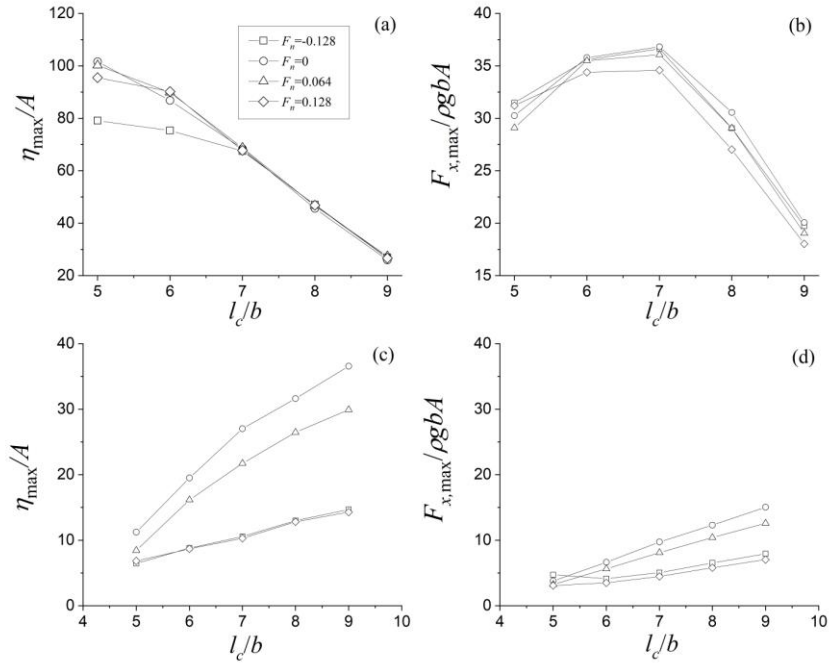 (a)
F_n=-0.128
F_n=0
F_n=0.064
F_n=0.128
η_max/A
120
100
80
60
40
20
5 6 7 8 9
l_c/b
(b)
F_x,max/ρgbA
40
35
30
25
20
15
5 6 7 8 9
l_c/b
(c)
η_max/A
40
30
20
10
0
4 5 6 7 8 9 10
l_c/b
(d)
F_x,max/ρgbA
40
30
20
10
0
4 5 6 7 8 9 10
l_c/b